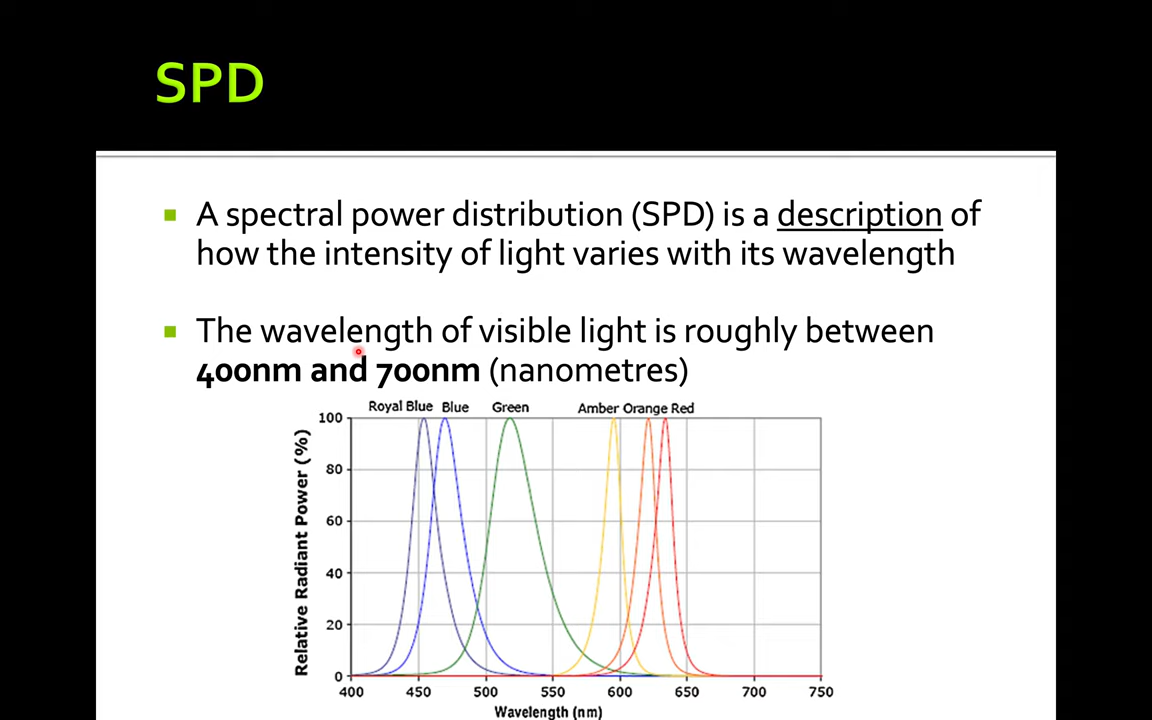 SPD
A spectral power distribution (SPD) is a description of
how the intensity of light varies with its wavelength
The wavelength of visible light is roughly between
400nm and 700nm (nanometres)
Royal Blue Blue Green Amber Orange Red
100
80
60
40
20
0
Relative Radiant Power (%)
400 450 500 550 600 650 700 750
Wavelength (nm)